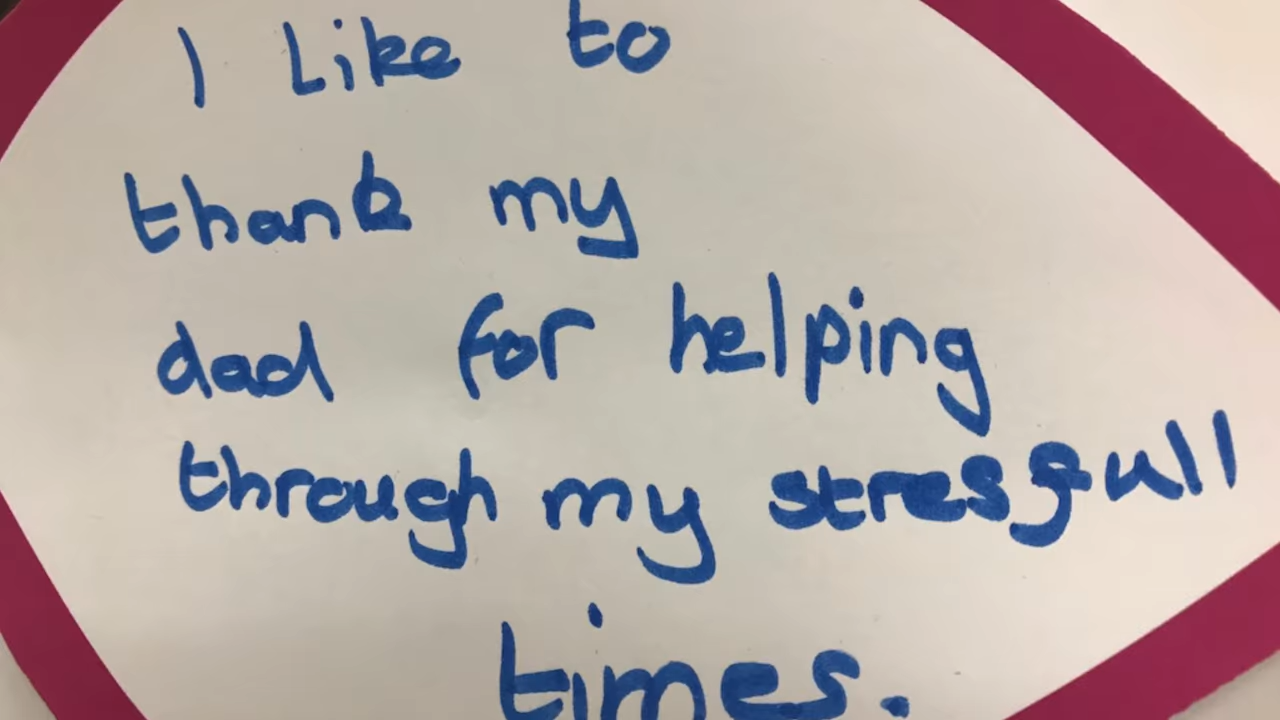 I Like to
thank my
dad for helping
through my stresfull
times.